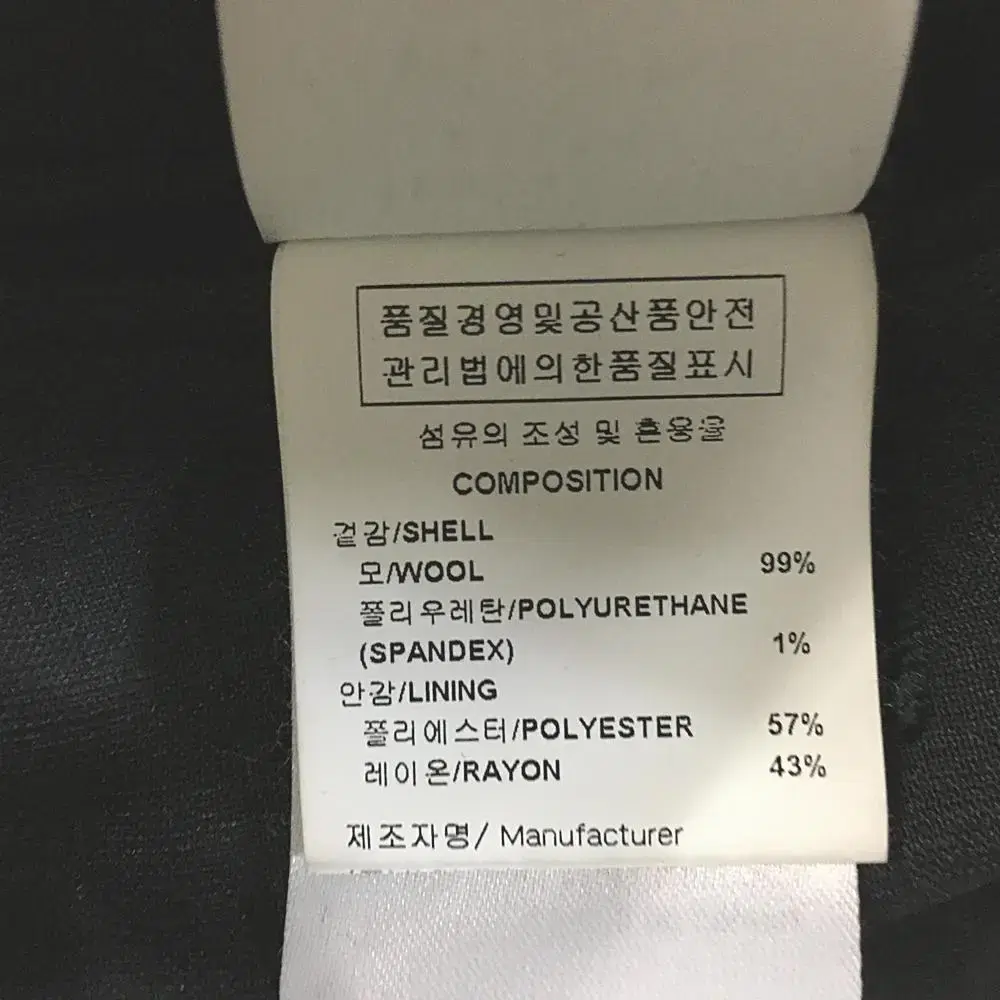 품질경영및공산품안전
관리법에의한품질표시
섬유의 조성 및 혼용율
COMPOSITION
겉감/SHELL
모/WOOL 99%
폴리우레탄/POLYURETHANE
(SPANDEX) 1%
안감/LINING
폴리에스터/POLYESTER 57%
레이온/RAYON 43%
제조자명/ Manufacturer